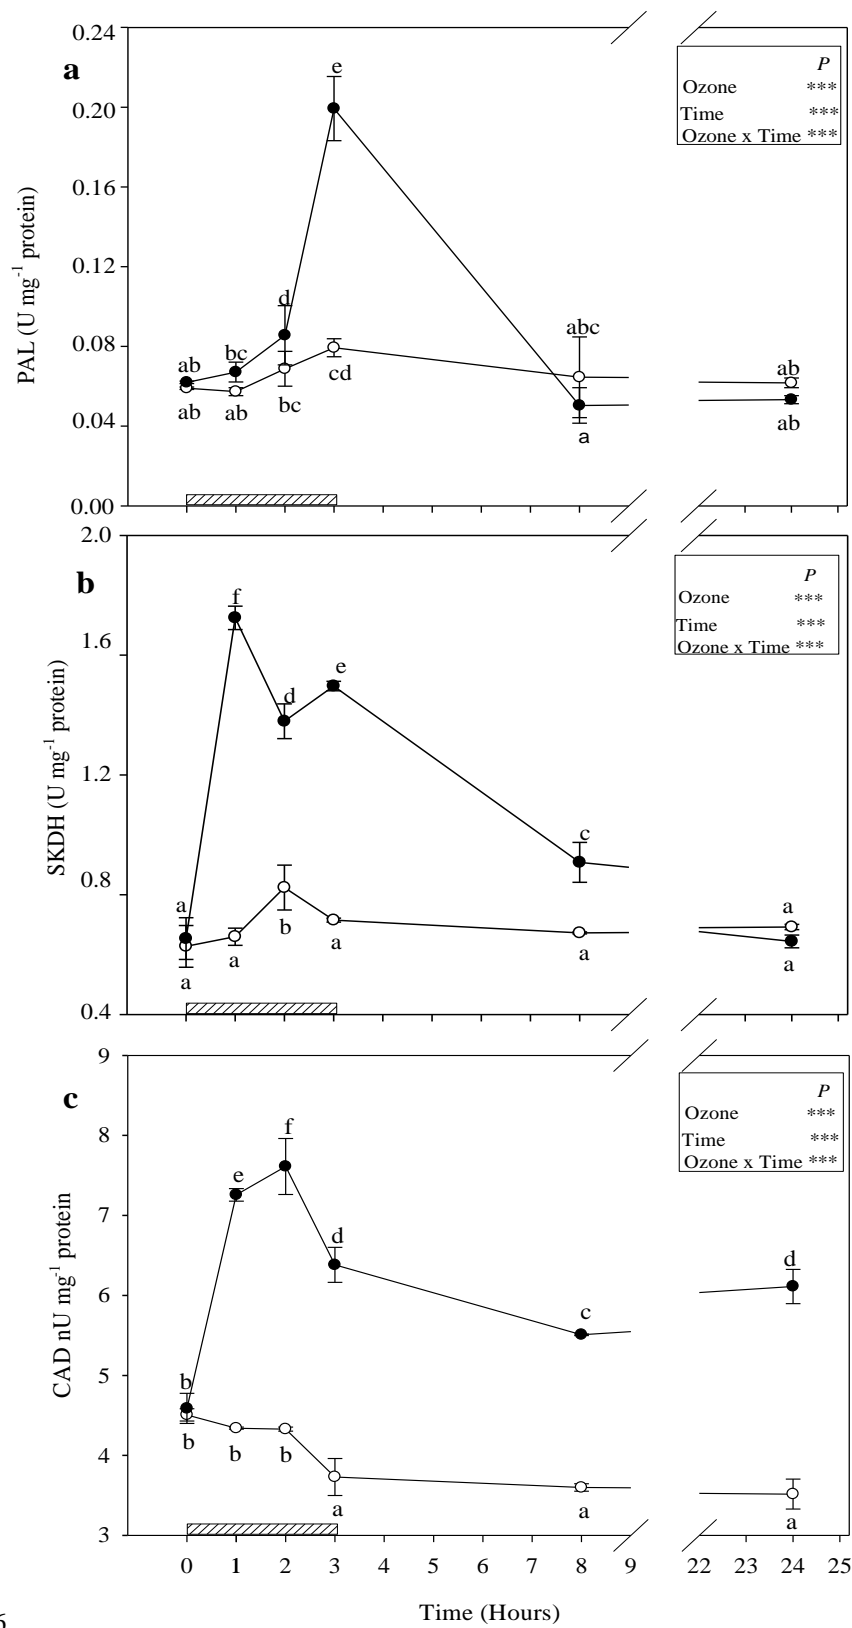 0.24
a
e
P
Ozone ***
Time ***
Ozone x Time ***
0.20
0.16
0.12
PAL (U mg-1 protein)
d
abc
0.08
ab
bc
cd
ab
ab
ab
bc
0.04
a
ab
0.00
2.0
b
P
Ozone ***
Time ***
Ozone x Time ***
f
1.6
e
d
SKDH (U mg-1 protein)
1.2
c
0.8
a
a
b
a
a
a
a
a
0.4
9
c
P
Ozone ***
Time ***
Ozone x Time ***
8
f
e
7
d
d
CAD nU mg-1 protein
6
c
5
b
b
b
b
4
a
a
a
3
0 1 2 3 4 5 6 7 8 9 22 23 24 25
Time (Hours)